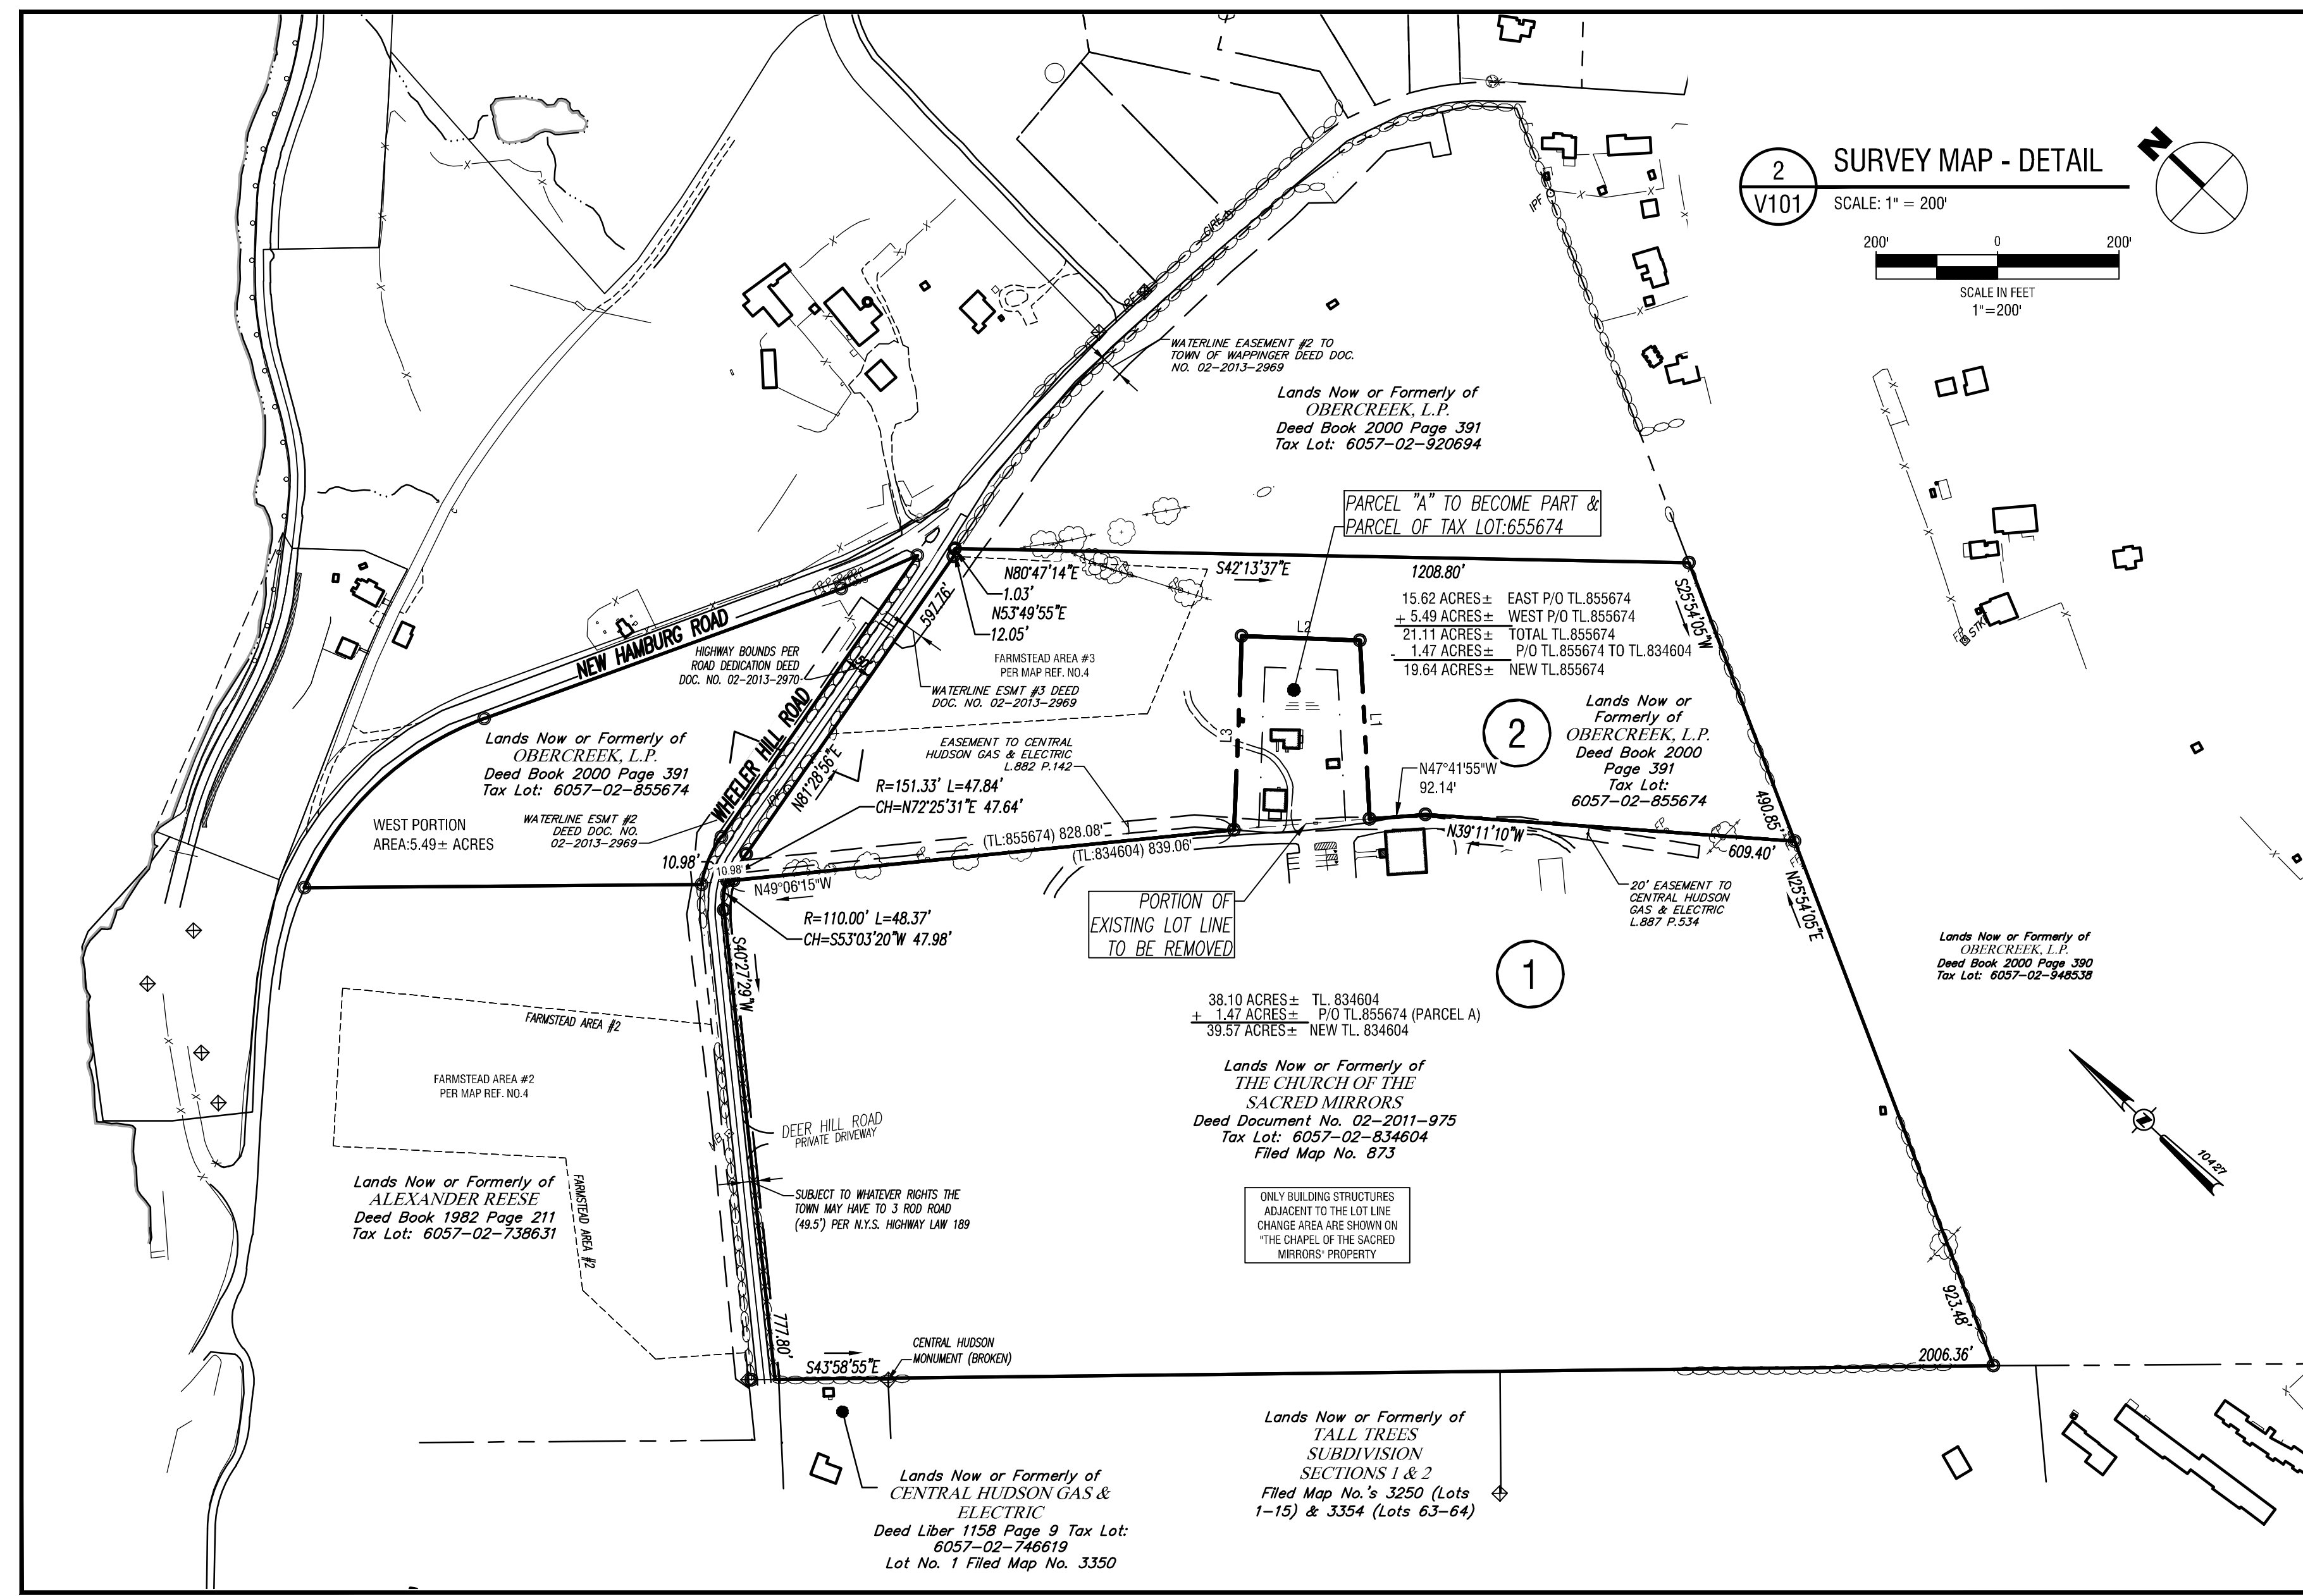 2
V101
SURVEY MAP - DETAIL
SCALE: 1" = 200'
N
200'
0
200'
SCALE IN FEET
1"=200'
L
CIRF
IPF
IPF
WATERLINE EASEMENT #2 TO
TOWN OF WAPPINGER DEED DOC.
NO. 02-2013-2969
Lands Now or Formerly of
OBERCREEK, L.P.
Deed Book 2000 Page 391
Tax Lot: 6057-02-920694
PARCEL "A" TO BECOME PART &
PARCEL OF TAX LOT:655674
S42°13'37"E
1208.80'
N80°47'14"E
1.03'
N53°49'55"E
12.05'
597.76'
15.62 ACRES± EAST P/O TL.855674
+ 5.49 ACRES± WEST P/O TL.855674
21.11 ACRES± TOTAL TL.855674
- 1.47 ACRES± P/O TL.855674 TO TL.834604
19.64 ACRES± NEW TL.855674
S25°54'05"W
490.85'
STK
NEW HAMBURG ROAD
HIGHWAY BOUNDS PER
ROAD DEDICATION DEED
DOC. NO. 02-2013-2970
FARMSTEAD AREA #3
PER MAP REF. NO.4
WATERLINE ESMT #3 DEED
DOC. NO. 02-2013-2969
L2
L1
L3
2
Lands Now or
Formerly of
OBERCREEK, L.P.
Deed Book 2000
Page 391
Tax Lot:
6057-02-855674
Lands Now or Formerly of
OBERCREEK, L.P.
Deed Book 2000 Page 391
Tax Lot: 6057-02-855674
WHEELER HILL ROAD
IPF
N81°28'56"E
EASEMENT TO CENTRAL
HUDSON GAS & ELECTRIC
L.882 P.142
R=151.33' L=47.84'
CH=N72°25'31"E 47.64'
N47°41'55"W
92.14'
WEST PORTION
AREA:5.49± ACRES
WATERLINE ESMT #2
DEED DOC. NO.
02-2013-2969
10.98'
10.98'
(TL:855674) 828.08'
(TL:834604) 839.06'
N39°11'10"W
609.40'
N49°06'15"W
N25°54'05"E
R=110.00' L=48.37'
CH=S53°03'20"W 47.98'
20' EASEMENT TO
CENTRAL HUDSON
GAS & ELECTRIC
L.887 P.534
PORTION OF
EXISTING LOT LINE
TO BE REMOVED
S40°27'29"W
Lands Now or Formerly of
OBERCREEK, L.P.
Deed Book 2000 Page 390
Tax Lot: 6057-02-948538
1
38.10 ACRES± TL. 834604
+ 1.47 ACRES± P/O TL.855674 (PARCEL A)
39.57 ACRES± NEW TL. 834604
FARMSTEAD AREA #2
FARMSTEAD AREA #2
PER MAP REF. NO.4
Lands Now or Formerly of
THE CHURCH OF THE
SACRED MIRRORS
Deed Document No. 02-2011-975
Tax Lot: 6057-02-834604
Filed Map No. 873
MB
DEER HILL ROAD
PRIVATE DRIVEWAY
N
10427
Lands Now or Formerly of
ALEXANDER REESE
Deed Book 1982 Page 211
Tax Lot: 6057-02-738631
FARMSTEAD AREA #2
SUBJECT TO WHATEVER RIGHTS THE
TOWN MAY HAVE TO 3 ROD ROAD
(49.5') PER N.Y.S. HIGHWAY LAW 189
ONLY BUILDING STRUCTURES
ADJACENT TO THE LOT LINE
CHANGE AREA ARE SHOWN ON
"THE CHAPEL OF THE SACRED
MIRRORS" PROPERTY
777.80'
923.48'
CENTRAL HUDSON
MONUMENT (BROKEN)
S43°58'55"E
2006.36'
Lands Now or Formerly of
CENTRAL HUDSON GAS &
ELECTRIC
Deed Liber 1158 Page 9 Tax Lot:
6057-02-746619
Lot No. 1 Filed Map No. 3350
Lands Now or Formerly of
TALL TREES
SUBDIVISION
SECTIONS 1 & 2
Filed Map No.'s 3250 (Lots
1-15) & 3354 (Lots 63-64)